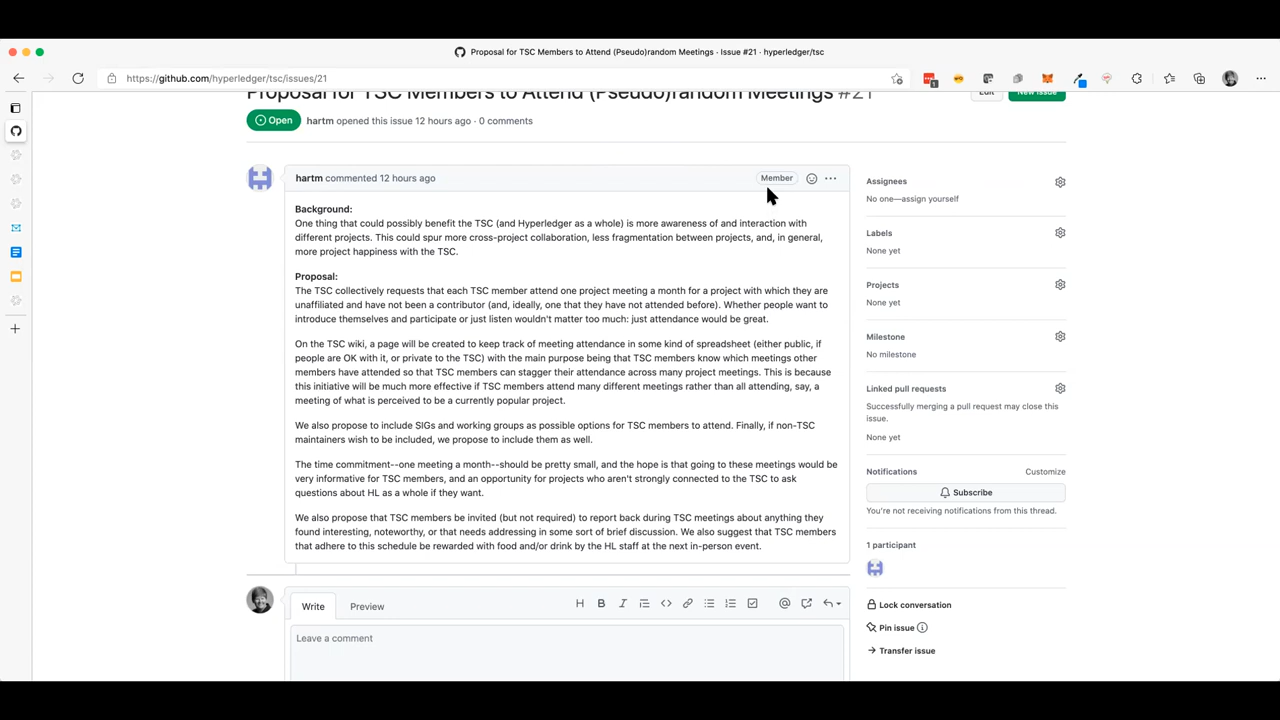 Proposal for TSC Members to Attend (Pseudo)random Meetings · Issue #21 · hyperledger/tsc
https://github.com/hyperledger/tsc/issues/21
1
Proposal for TSC Members to Attend (Pseudo)random Meetings #21
Edit
New issue
Open
hartm opened this issue 12 hours ago · 0 comments
hartm commented 12 hours ago
Member
Background:
One thing that could possibly benefit the TSC (and Hyperledger as a whole) is more awareness of and interaction with
different projects. This could spur more cross-project collaboration, less fragmentation between projects, and, in general,
more project happiness with the TSC.
Proposal:
The TSC collectively requests that each TSC member attend one project meeting a month for a project with which they are
unaffiliated and have not been a contributor (and, ideally, one that they have not attended before). Whether people want to
introduce themselves and participate or just listen wouldn't matter too much: just attendance would be great.
On the TSC wiki, a page will be created to keep track of meeting attendance in some kind of spreadsheet (either public, if
people are OK with it, or private to the TSC) with the main purpose being that TSC members know which meetings other
members have attended so that TSC members can stagger their attendance across many project meetings. This is because
this initiative will be much more effective if TSC members attend many different meetings rather than all attending, say, a
meeting of what is perceived to be a currently popular project.
We also propose to include SIGs and working groups as possible options for TSC members to attend. Finally, if non-TSC
maintainers wish to be included, we propose to include them as well.
The time commitment--one meeting a month--should be pretty small, and the hope is that going to these meetings would be
very informative for TSC members, and an opportunity for projects who aren't strongly connected to the TSC to ask
questions about HL as a whole if they want.
We also propose that TSC members be invited (but not required) to report back during TSC meetings about anything they
found interesting, noteworthy, or that needs addressing in some sort of brief discussion. We also suggest that TSC members
that adhere to this schedule be rewarded with food and/or drink by the HL staff at the next in-person event.
Write
Preview
H B I
Leave a comment
Assignees
No one—assign yourself
Labels
None yet
Projects
None yet
Milestone
No milestone
Linked pull requests
Successfully merging a pull request may close this
issue.
None yet
Notifications
Customize
Subscribe
You're not receiving notifications from this thread.
1 participant
Lock conversation
Pin issue
Transfer issue